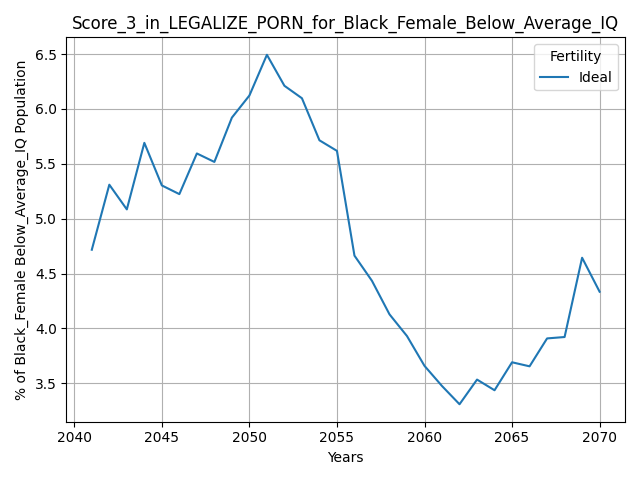 Score_3_in_LEGALIZE_PORN_for_Black_Female_Below_Average_IQ
% of Black_Female Below_Average_IQ Population
6.5
6.0
5.5
5.0
4.5
4.0
3.5
Fertility
Ideal
2040 2045 2050 2055 2060 2065 2070
Years